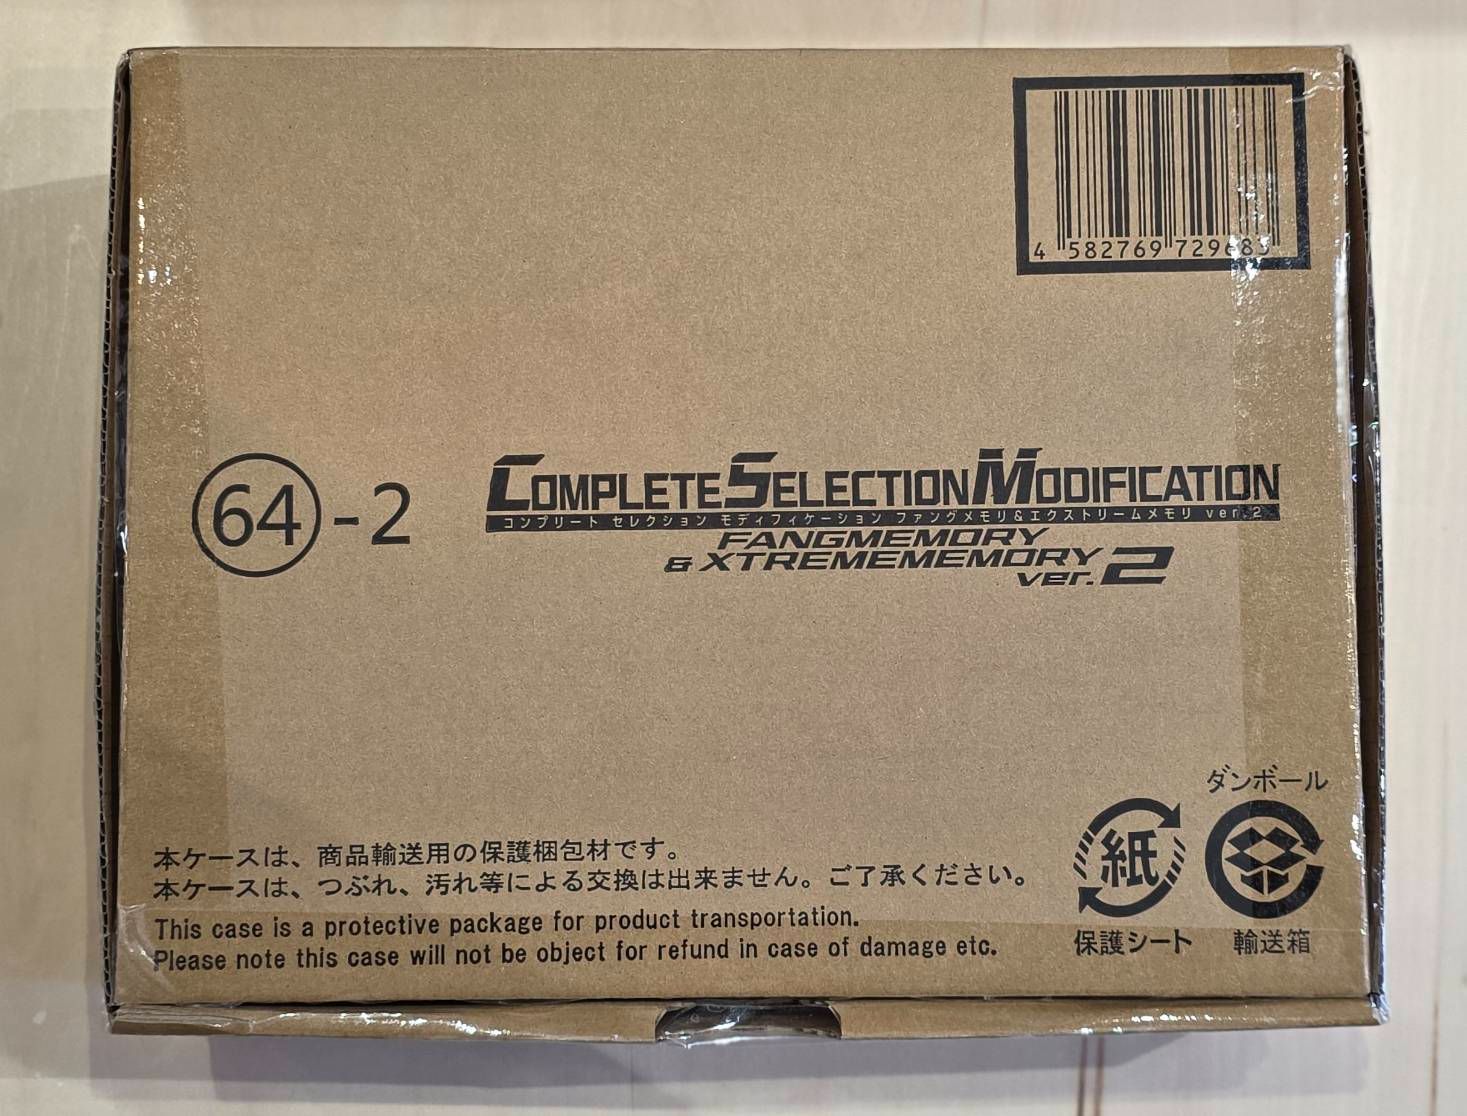 4 582769 729683
64-2
COMPLETE SELECTION MODIFICATION
コンプリート セレクション モディフィケーション ファングメモリ&エクストリームメモリ ver.2
FANGMEMORY
& XTREMEMEMORY
ver.2
ダンボール
紙
保護シート
輸送箱
本ケースは、商品輸送用の保護梱包材です。
本ケースは、つぶれ、汚れ等による交換は出来ません。ご了承ください。
This case is a protective package for product transportation.
Please note this case will not be object for refund in case of damage etc.